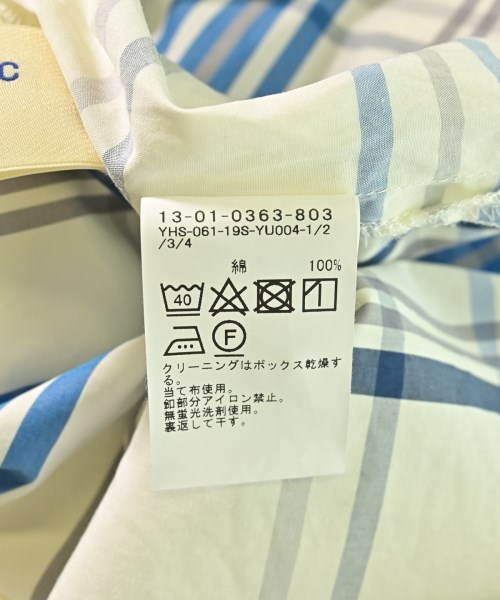 C
13-01-0363-803
YHS-061-19S-YU004-1/2
/3/4
綿 100%
40
F
クリーニングはボックス乾燥す
る。
当て布使用。
釦部分アイロン禁止。
無蛍光洗剤使用。
裏返して干す。